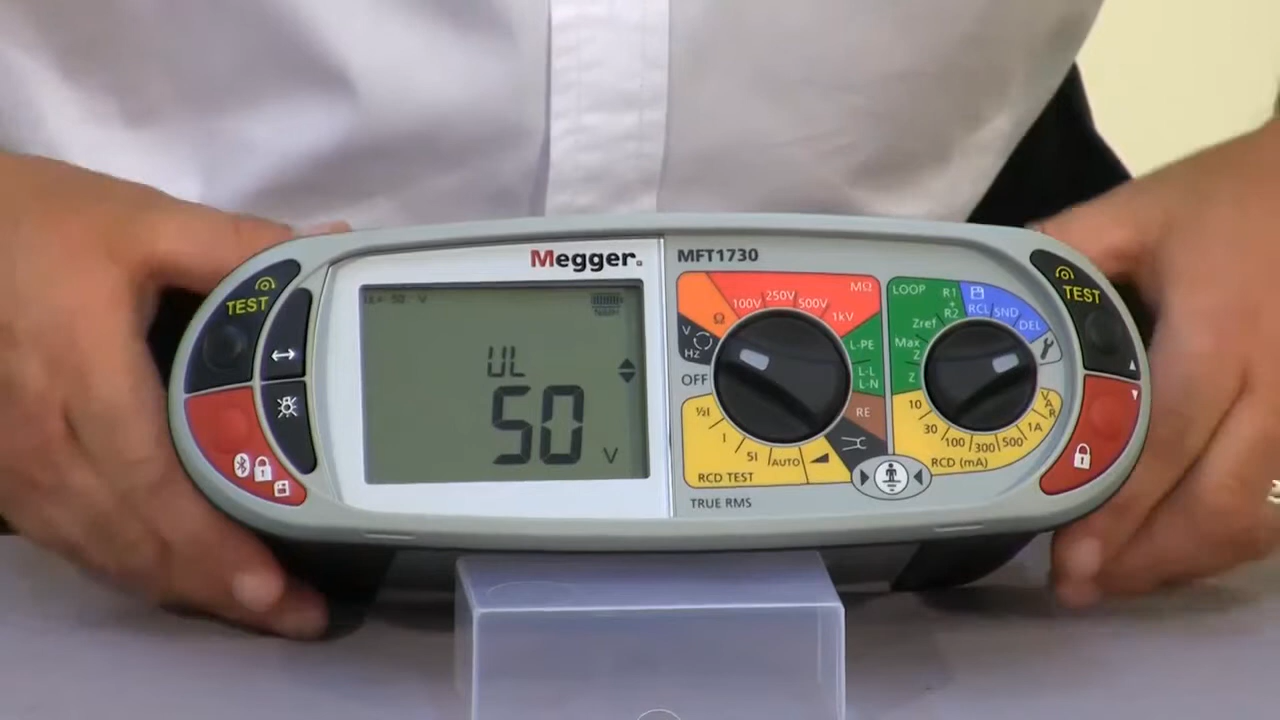 Megger.
MFT1730
TEST
UL
50
V
Ω
100V
250V
500V
1kV
MΩ
V
Hz
OFF
L-PE
L-L
L-N
RE
½I
I
5I
AUTO
RCD TEST
TRUE RMS
LOOP
R1
+
R2
Zref
Max
Z
Z
RCL
SND
DEL
10
30
100
300
500
1A
VAR
RCD (mA)
TEST